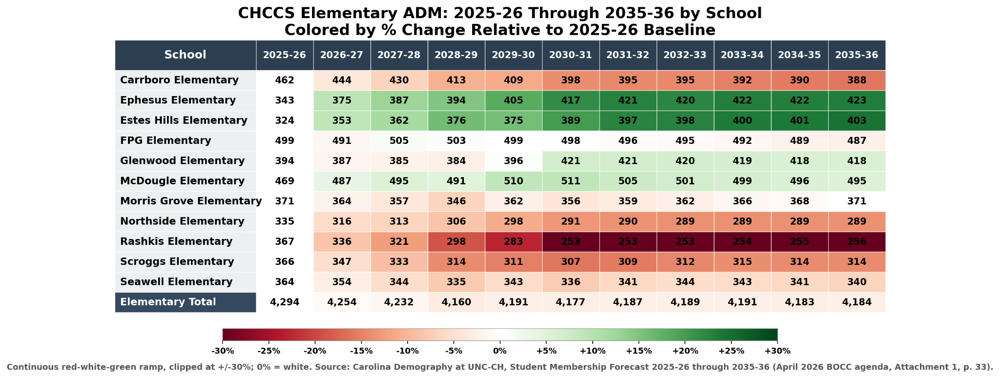 CHCCS Elementary ADM: 2025-26 Through 2035-36 by School
Colored by % Change Relative to 2025-26 Baseline
School 2025-26 2026-27 2027-28 2028-29 2029-30 2030-31 2031-32 2032-33 2033-34 2034-35 2035-36
Carrboro Elementary 462 444 430 413 409 398 395 395 392 390 388
Ephesus Elementary 343 375 387 394 405 417 421 420 422 422 423
Estes Hills Elementary 324 353 362 376 375 389 397 398 400 401 403
FPG Elementary 499 491 505 503 499 498 496 495 492 489 487
Glenwood Elementary 394 387 385 384 396 421 421 420 419 418 418
McDougle Elementary 469 487 495 491 510 511 505 501 499 496 495
Morris Grove Elementary 371 364 357 346 362 356 359 362 366 368 371
Northside Elementary 335 316 313 306 298 291 290 289 289 289 289
Rashkis Elementary 367 336 321 298 283 253 253 253 254 255 256
Scroggs Elementary 366 347 333 314 311 307 309 312 315 314 314
Seawell Elementary 364 354 344 335 343 336 341 344 343 341 340
Elementary Total 4,294 4,254 4,232 4,160 4,191 4,177 4,187 4,189 4,191 4,183 4,184
-30% -25% -20% -15% -10% -5% 0% +5% +10% +15% +20% +25% +30%
Continuous red-white-green ramp, clipped at +/-30%; 0% = white. Source: Carolina Demography at UNC-CH, Student Membership Forecast 2025-26 through 2035-36 (April 2026 BOCC agenda, Attachment 1, p. 33).